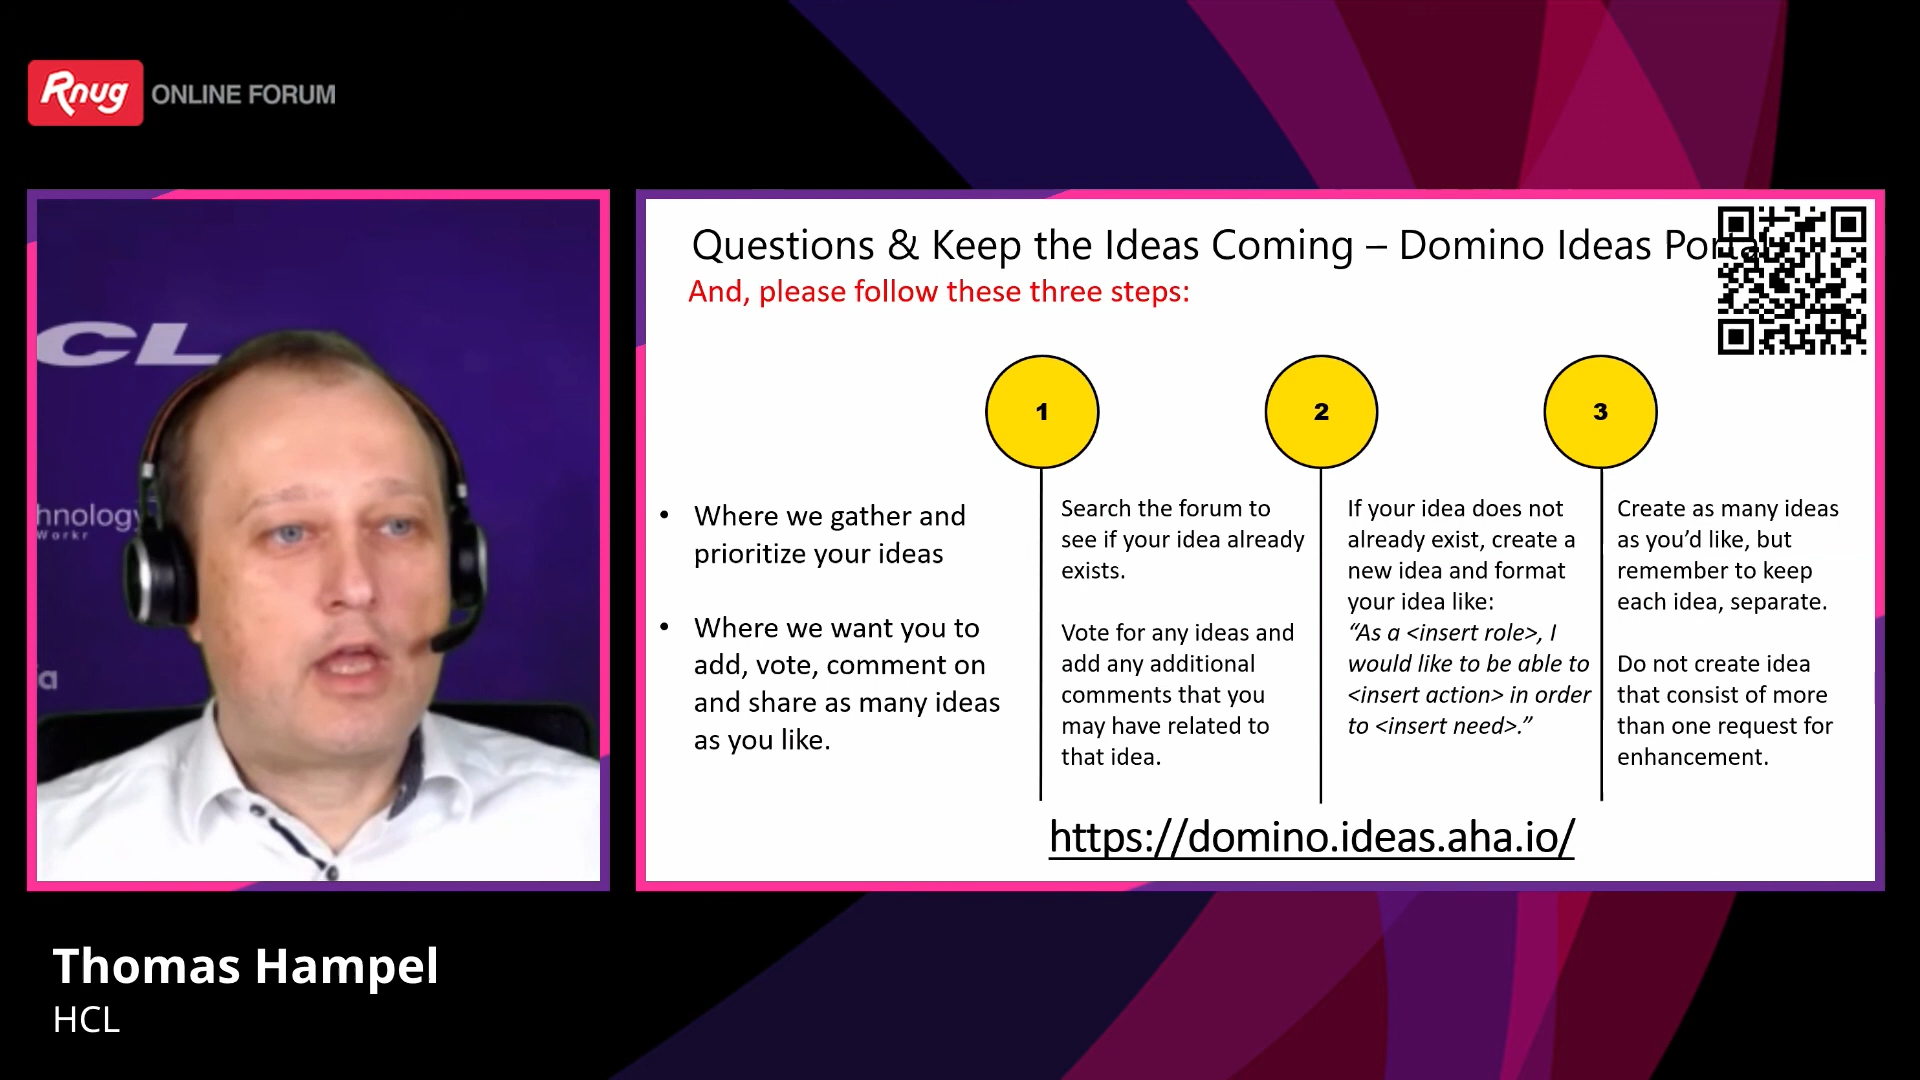 Rnug ONLINE FORUM
CL
hnology
Workr
a
Questions & Keep the Ideas Coming – Domino Ideas Portal
And, please follow these three steps:
1
2
3
• Where we gather and
prioritize your ideas
• Where we want you to
add, vote, comment on
and share as many ideas
as you like.
Search the forum to
see if your idea already
exists.
Vote for any ideas and
add any additional
comments that you
may have related to
that idea.
If your idea does not
already exist, create a
new idea and format
your idea like:
“As a <insert role>, I
would like to be able to
<insert action> in order
to <insert need>.”
Create as many ideas
as you’d like, but
remember to keep
each idea, separate.
Do not create idea
that consist of more
than one request for
enhancement.
https://domino.ideas.aha.io/
Thomas Hampel
HCL